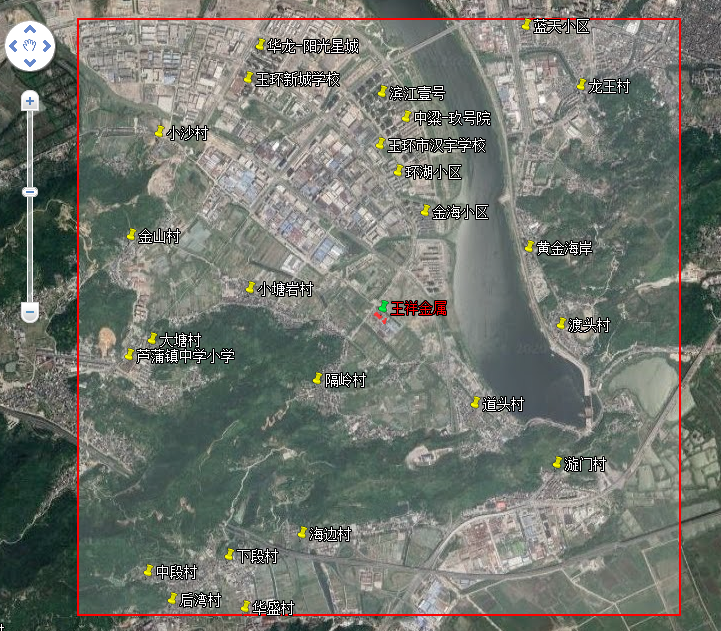 蓝天小区
华龙-阳光星城
玉环新城学校
龙王村
滨江壹号
中梁-玖号院
小沙村
玉环市汉宇学校
环湖小区
金海小区
金山村
黄金海岸
小塘岩村
王祥金属
渡头村
大塘村
芦蒲镇中学小学
隔岭村
道头村
漩门村
海边村
下段村
中段村
后湾村
华盛村